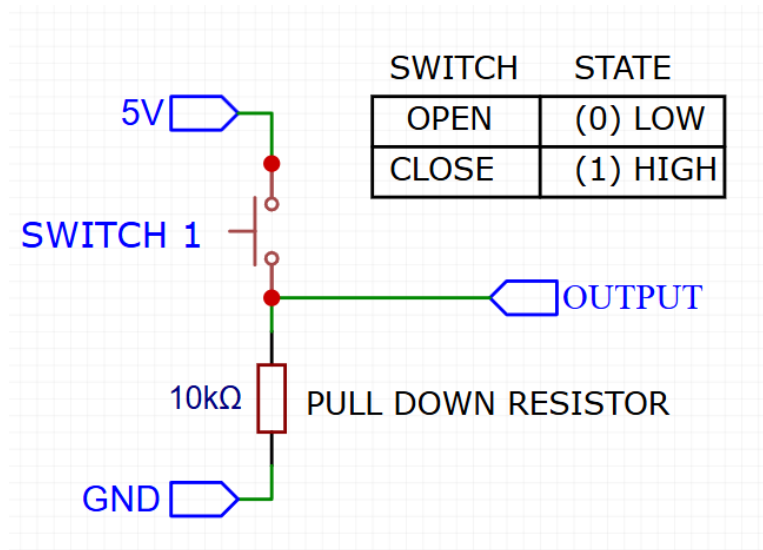 SWITCH STATE
OPEN (0) LOW
CLOSE (1) HIGH
5V
SWITCH 1
OUTPUT
10kΩ
PULL DOWN RESISTOR
GND